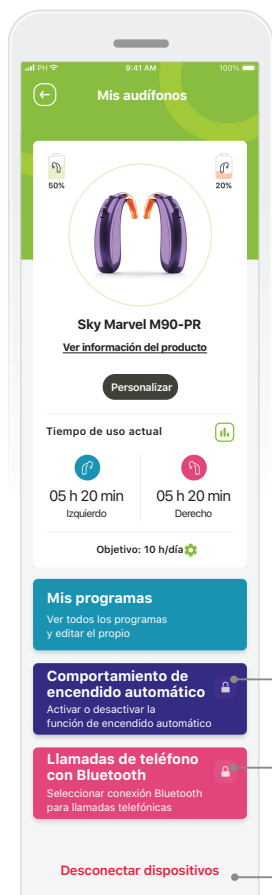 PH 9:41 AM 100%
Mis audífonos
50% 20%
Sky Marvel M90-PR
Ver información del producto
Personalizar
Tiempo de uso actual
05 h 20 min 05 h 20 min
Izquierdo Derecho
Objetivo: 10 h/día
Mis programas
Ver todos los programas
y editar el propio
Comportamiento de
encendido automático
Activar o desactivar la
función de encendido automático
Llamadas de teléfono
con Bluetooth
Seleccionar conexión Bluetooth
para llamadas telefónicas
Desconectar dispositivos